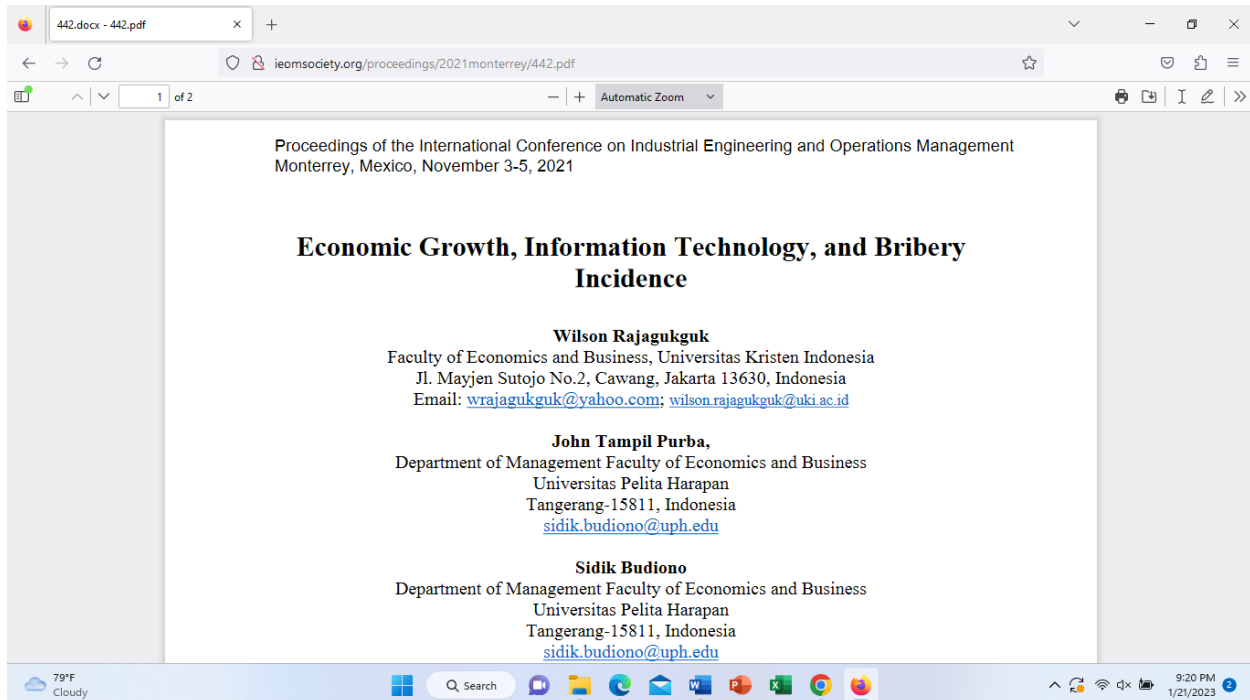 442.docx - 442.pdf
ieomsociety.org/proceedings/2021monterrey/442.pdf
1 of 2
Automatic Zoom
Proceedings of the International Conference on Industrial Engineering and Operations Management
Monterrey, Mexico, November 3-5, 2021
Economic Growth, Information Technology, and Bribery
Incidence
Wilson Rajagukguk
Faculty of Economics and Business, Universitas Kristen Indonesia
Jl. Mayjen Sutojo No.2, Cawang, Jakarta 13630, Indonesia
Email: wrajagukguk@yahoo.com; wilson.rajagukguk@uki.ac.id
John Tampil Purba,
Department of Management Faculty of Economics and Business
Universitas Pelita Harapan
Tangerang-15811, Indonesia
sidik.budiono@uph.edu
Sidik Budiono
Department of Management Faculty of Economics and Business
Universitas Pelita Harapan
Tangerang-15811, Indonesia
sidik.budiono@uph.edu
79°F
Cloudy
Search
9:20 PM
1/21/2023
2